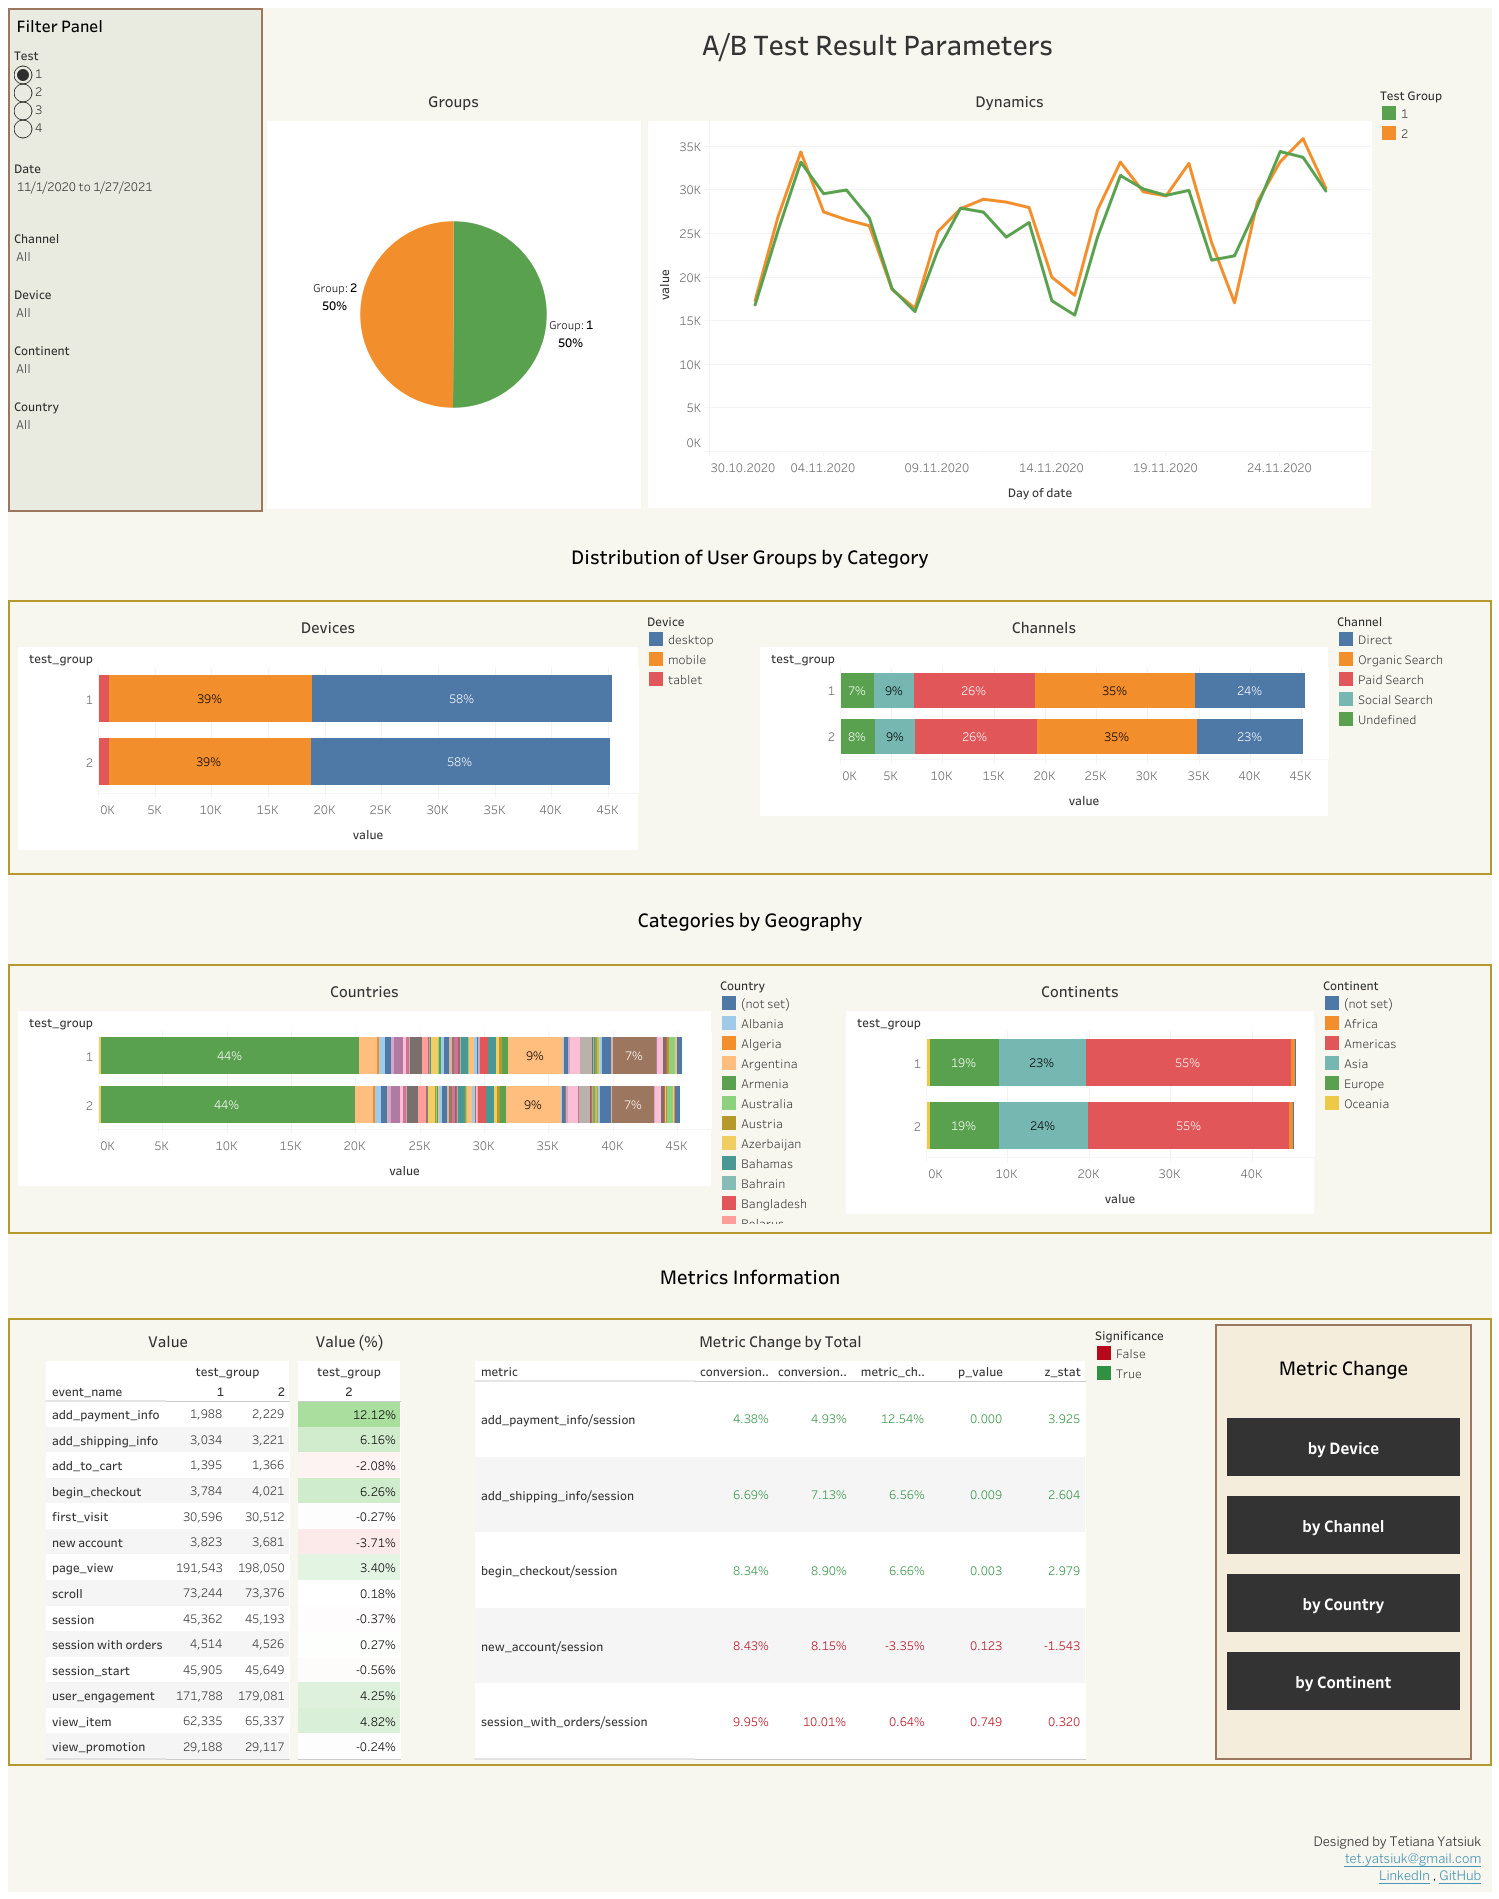 Filter Panel
Test
1
2
3
4
Date
11/1/2020 to 1/27/2021
Channel
All
Device
All
Continent
All
Country
All
A/B Test Result Parameters
Groups
Group: 2
50%
Group: 1
50%
Dynamics
35K
30K
25K
20K
15K
10K
5K
0K
value
30.10.2020 04.11.2020 09.11.2020 14.11.2020 19.11.2020 24.11.2020
Day of date
Test Group
1
2
Distribution of User Groups by Category
Devices
test_group
1 39% 58%
2 39% 58%
0K 5K 10K 15K 20K 25K 30K 35K 40K 45K
value
Device
desktop
mobile
tablet
Channels
test_group
1 7% 9% 26% 35% 24%
2 8% 9% 26% 35% 23%
0K 5K 10K 15K 20K 25K 30K 35K 40K 45K
value
Channel
Direct
Organic Search
Paid Search
Social Search
Undefined
Categories by Geography
Countries
test_group
1 44% 9% 7%
2 44% 9% 7%
0K 5K 10K 15K 20K 25K 30K 35K 40K 45K
value
Country
(not set)
Albania
Algeria
Argentina
Armenia
Australia
Austria
Azerbaijan
Bahamas
Bahrain
Bangladesh
Belarus
Continents
test_group
1 19% 23% 55%
2 19% 24% 55%
0K 10K 20K 30K 40K
value
Continent
(not set)
Africa
Americas
Asia
Europe
Oceania
Metrics Information
Value Value (%)
test_group test_group
event_name 1 2 2
add_payment_info 1,988 2,229 12.12%
add_shipping_info 3,034 3,221 6.16%
add_to_cart 1,395 1,366 -2.08%
begin_checkout 3,784 4,021 6.26%
first_visit 30,596 30,512 -0.27%
new account 3,823 3,681 -3.71%
page_view 191,543 198,050 3.40%
scroll 73,244 73,376 0.18%
session 45,362 45,193 -0.37%
session with orders 4,514 4,526 0.27%
session_start 45,905 45,649 -0.56%
user_engagement 171,788 179,081 4.25%
view_item 62,335 65,337 4.82%
view_promotion 29,188 29,117 -0.24%
Metric Change by Total
metric conversion.. conversion.. metric_ch.. p_value z_stat
add_payment_info/session 4.38% 4.93% 12.54% 0.000 3.925
add_shipping_info/session 6.69% 7.13% 6.56% 0.009 2.604
begin_checkout/session 8.34% 8.90% 6.66% 0.003 2.979
new_account/session 8.43% 8.15% -3.35% 0.123 -1.543
session_with_orders/session 9.95% 10.01% 0.64% 0.749 0.320
Significance
False
True
Metric Change
by Device
by Channel
by Country
by Continent
Designed by Tetiana Yatsiuk
tet.yatsiuk@gmail.com
LinkedIn , GitHub